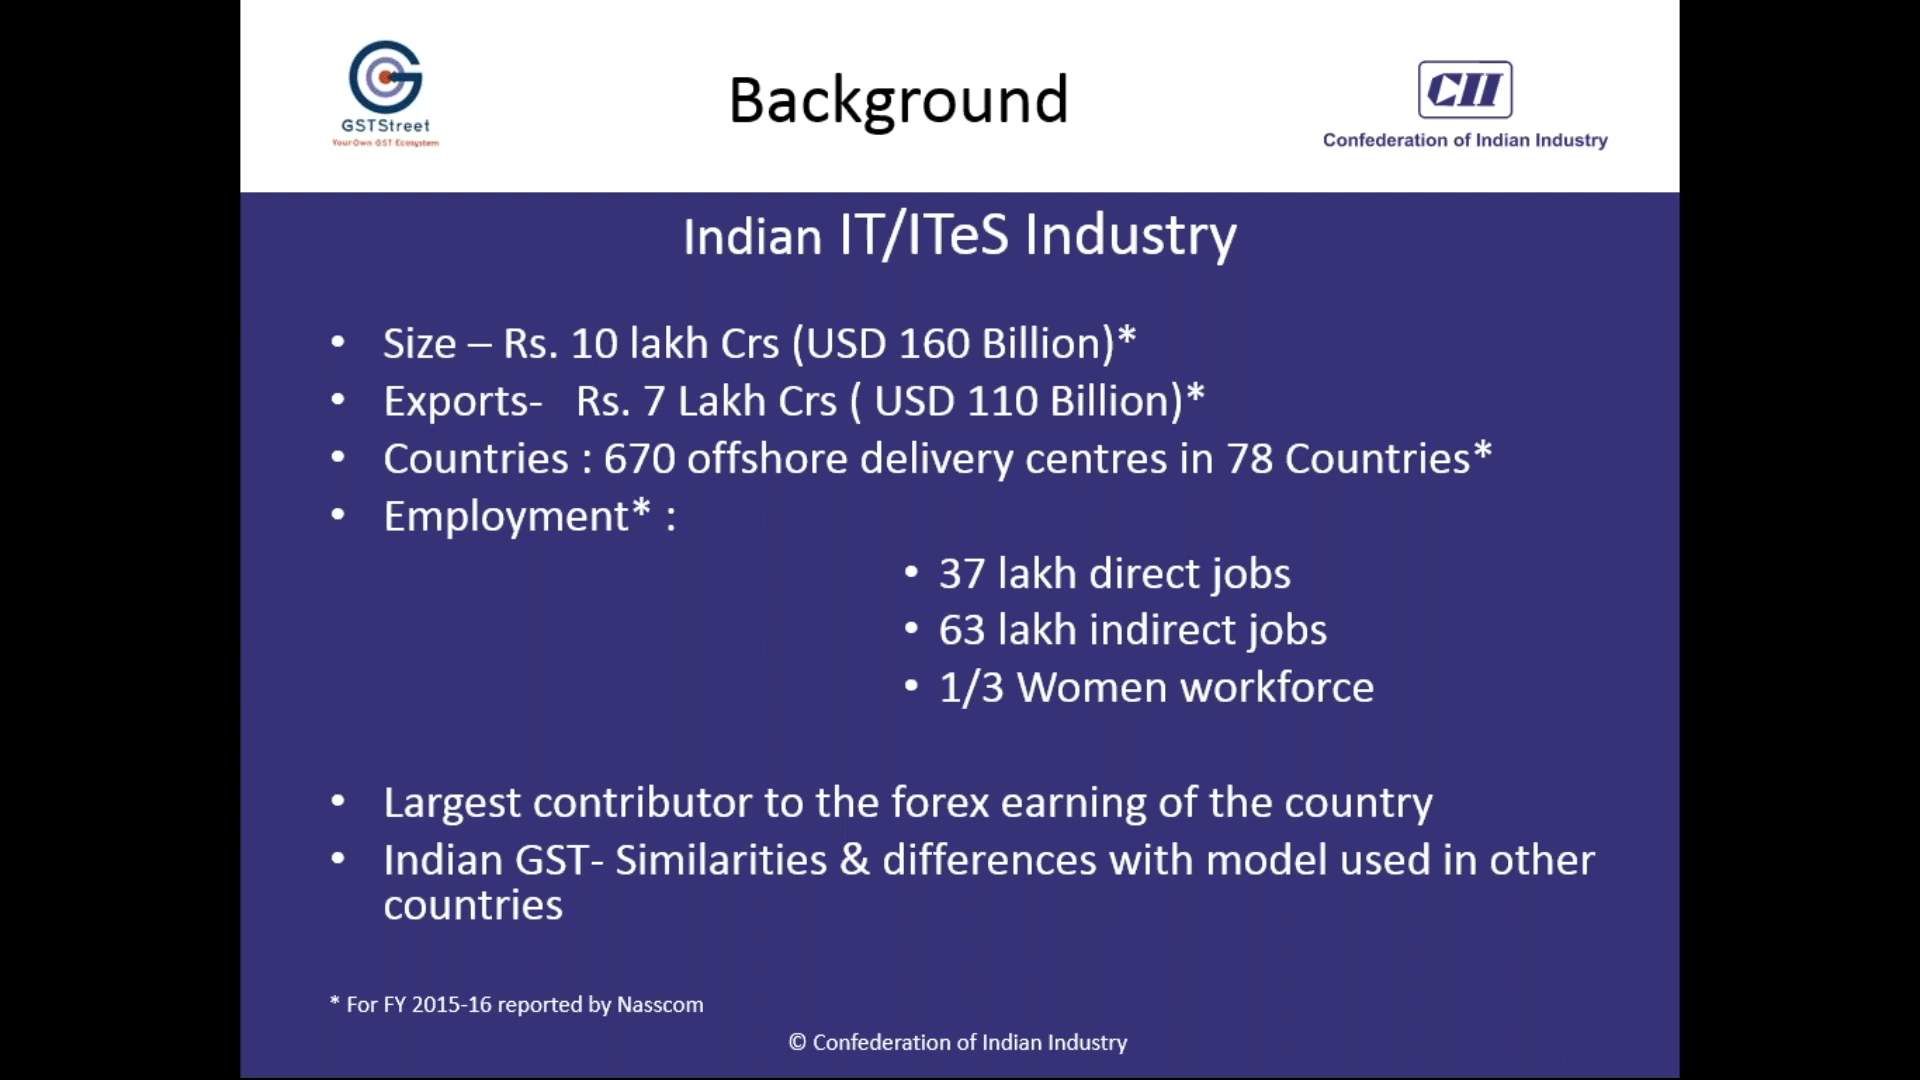 GSTStreet
Your Own GST Ecosystem
Background
CII
Confederation of Indian Industry
Indian IT/ITeS Industry
• Size – Rs. 10 lakh Crs (USD 160 Billion)*
• Exports- Rs. 7 Lakh Crs ( USD 110 Billion)*
• Countries : 670 offshore delivery centres in 78 Countries*
• Employment* :
• 37 lakh direct jobs
• 63 lakh indirect jobs
• 1/3 Women workforce
• Largest contributor to the forex earning of the country
• Indian GST- Similarities & differences with model used in other
countries
* For FY 2015-16 reported by Nasscom
© Confederation of Indian Industry